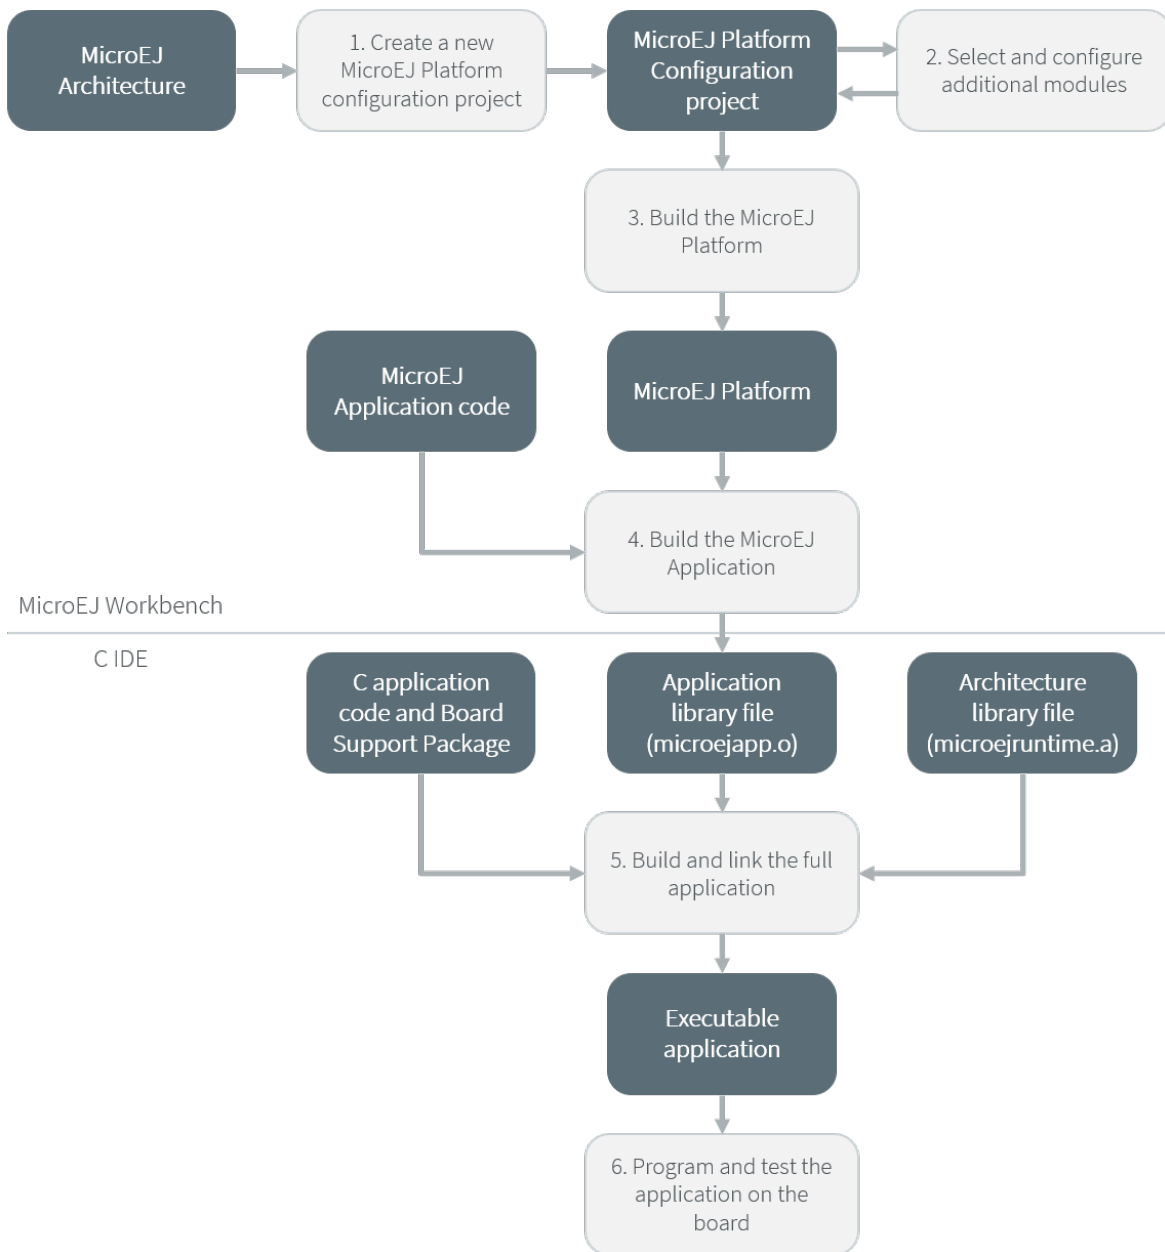 MicroEJ
Architecture
1. Create a new
MicroEJ Platform
configuration project
MicroEJ Platform
Configuration
project
2. Select and configure
additional modules
3. Build the MicroEJ
Platform
MicroEJ
Application code
MicroEJ Platform
4. Build the MicroEJ
Application
MicroEJ Workbench
C IDE
C application
code and Board
Support Package
Application
library file
(microejapp.o)
Architecture
library file
(microejruntime.a)
5. Build and link the full
application
Executable
application
6. Program and test the
application on the
board